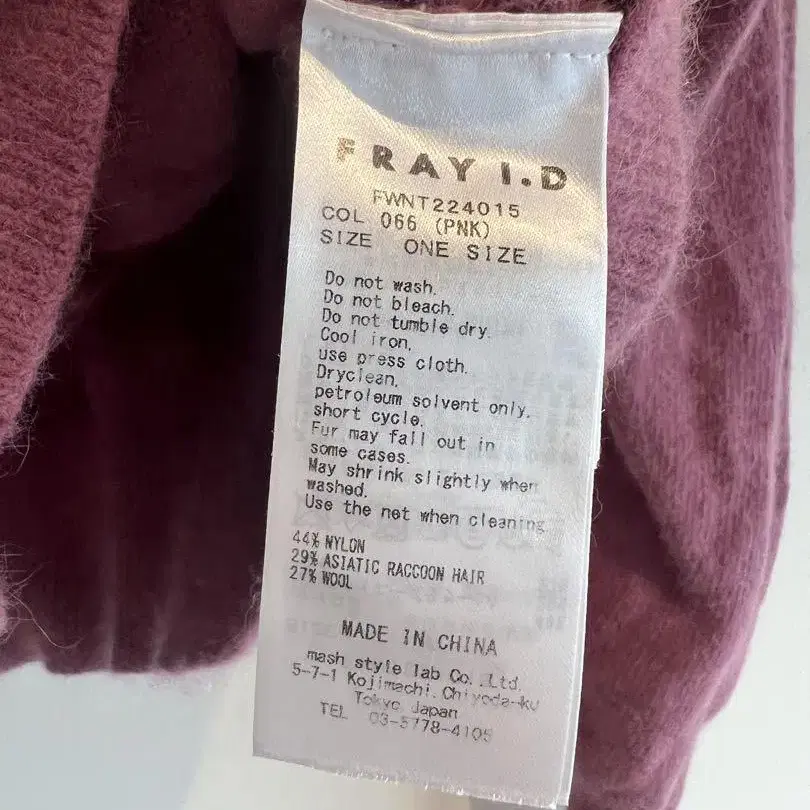 FRAY I.D
FWNT224015
COL 066 (PNK)
SIZE ONE SIZE
Do not wash.
Do not bleach.
Do not tumble dry.
Cool iron,
use press cloth.
Dryclean,
petroleum solvent only,
short cycle.
Fur may fall out in
some cases.
May shrink slightly when
washed.
Use the net when cleaning
44% NYLON
29% ASIATIC RACCOON HAIR
27% WOOL
MADE IN CHINA
mash style lab Co.,Ltd.
5-7-1 Kojimachi, Chiyoda-ku
Tokyo Japan
TEL 03-5778-4105